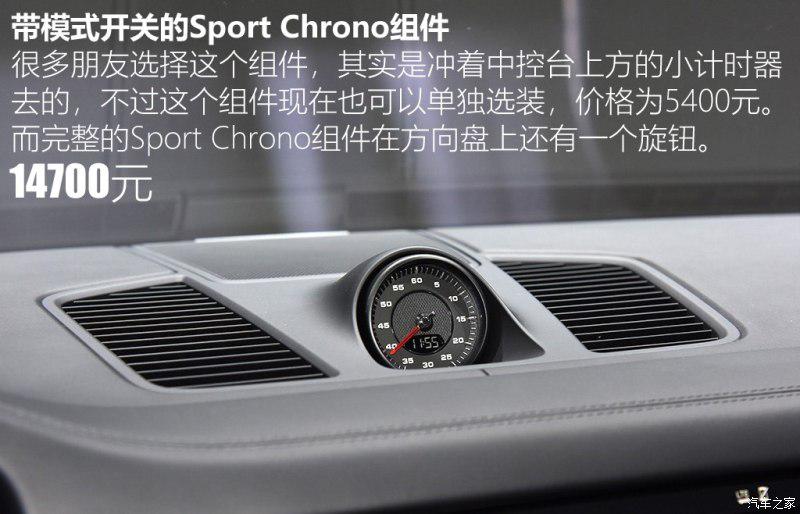 带模式开关的Sport Chrono组件
很多朋友选择这个组件，其实是冲着中控台上方的小计时器
去的，不过这个组件现在也可以单独选装，价格为5400元。
而完整的Sport Chrono组件在方向盘上还有一个旋钮。
14700元
60
55
5
50
10
45
15
40
20
11:55
35
25
30
汽车之家